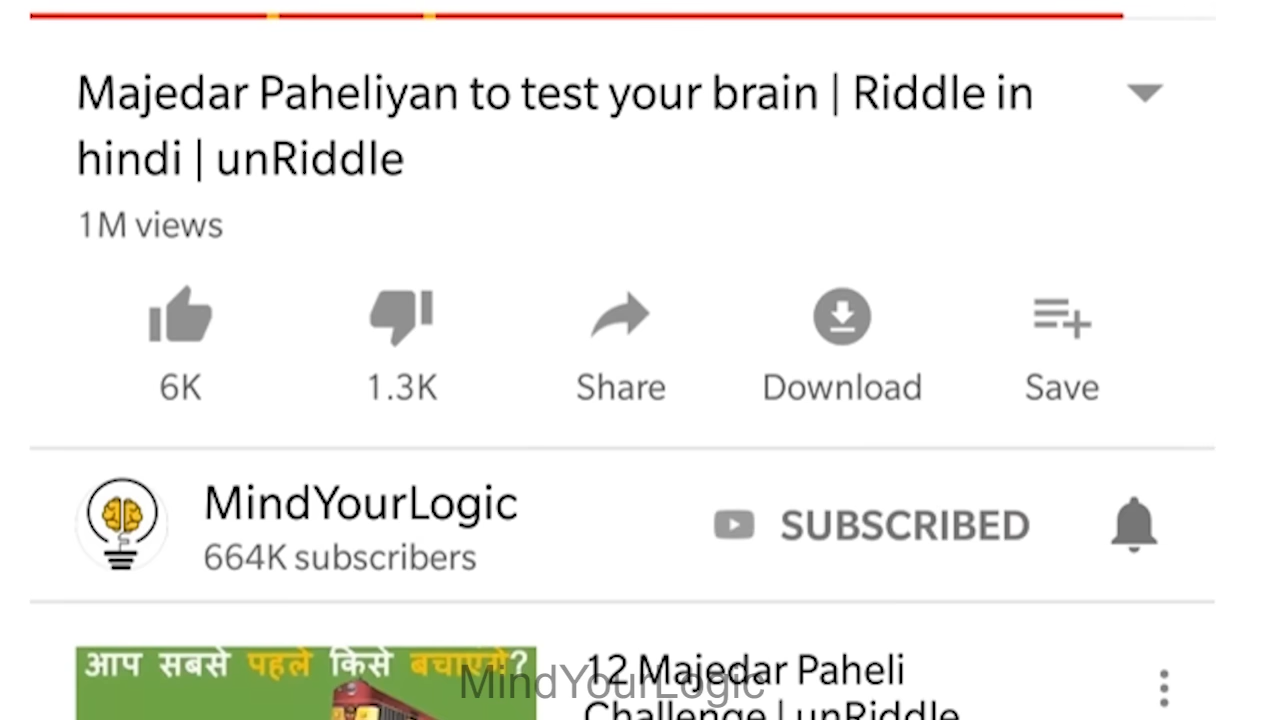 Majedar Paheliyan to test your brain | Riddle in
hindi | unRiddle
1M views
6K
1.3K
Share
Download
Save
MindYourLogic
664K subscribers
SUBSCRIBED
आप सबसे पहले किसे बचाएंगे?
12 Majedar Paheli
MindYourLogic
Challenge | unRiddle